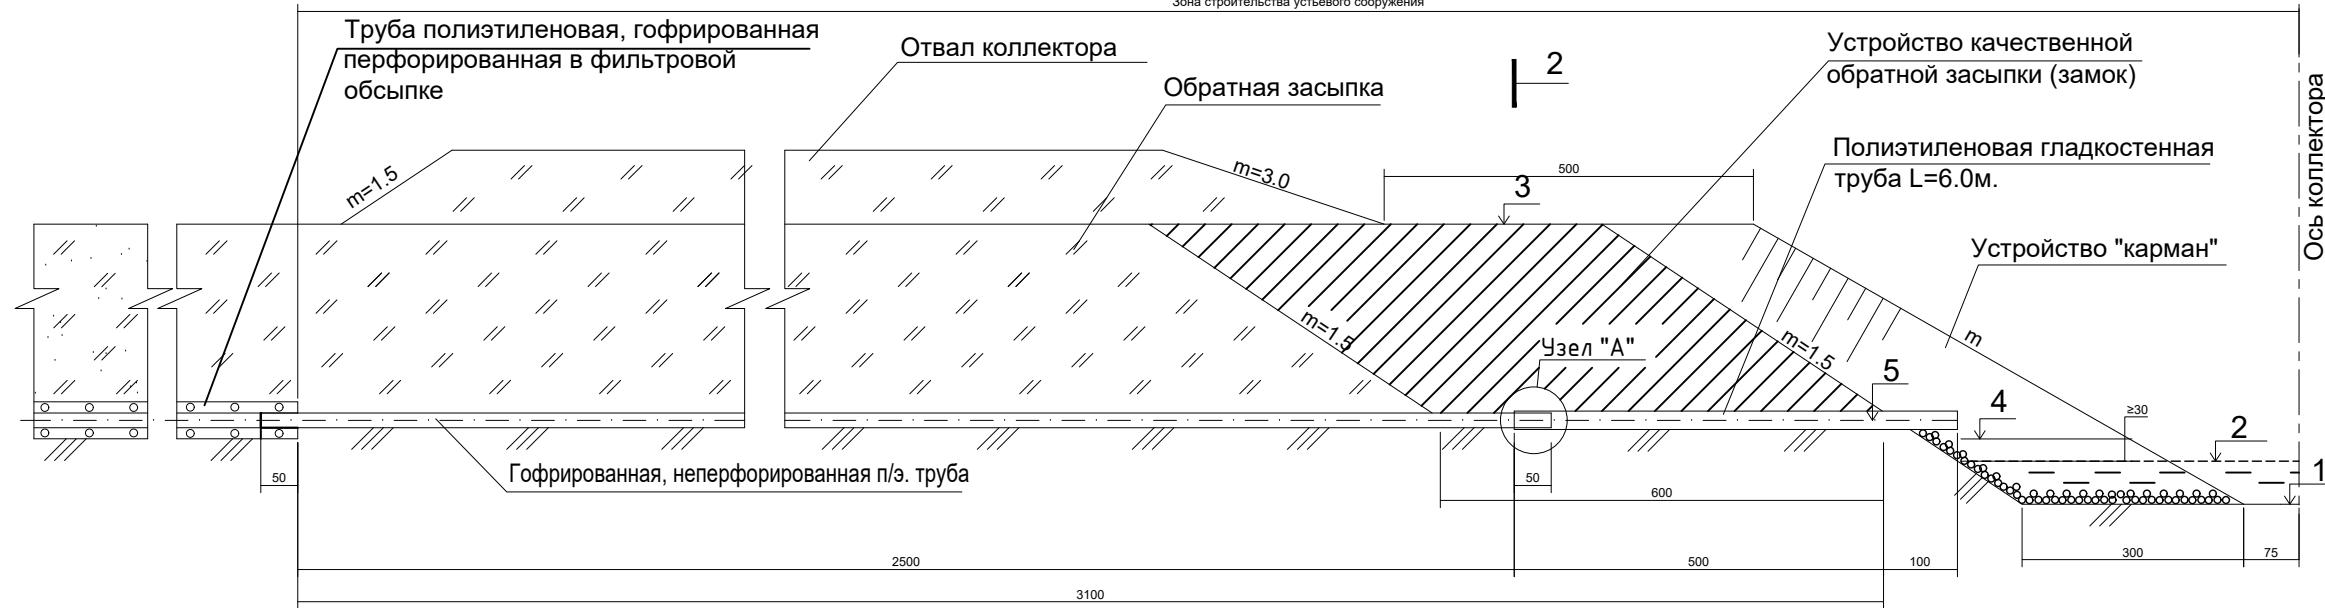 Зона строительства устьевого сооружения
Труба полиэтиленовая, гофрированная
перфорированная в фильтровой
обсыпке
Отвал коллектора
Обратная засыпка
2
Устройство качественной
обратной засыпки (замок)
Полиэтиленовая гладкостенная
труба L=6.0м.
Устройство "карман"
Ось коллектора
m=1.5
m=3.0
500
3
m=1.5
m=1.5
m
Узел "А"
5
4
≥30
2
1
Гофрированная, неперфорированная п/э. труба
50
50
600
2500
500
100
300
75
3100